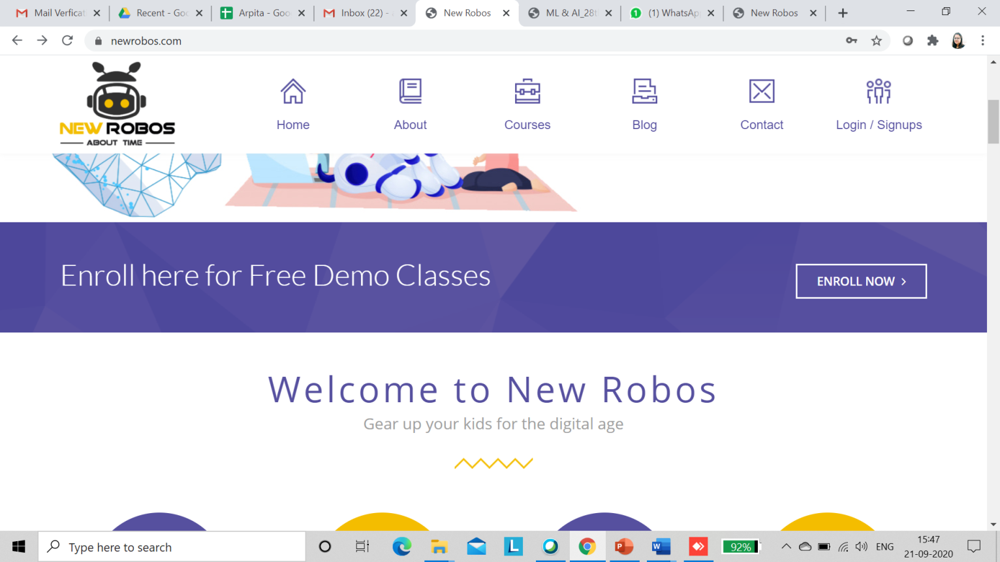 Mail Verficat
Recent - Goo
Arpita - Goo
Inbox (22) -
New Robos
ML & AI_28t
(1) WhatsAp
New Robos
newrobos.com
NEW ROBOS
ABOUT TIME
Home
About
Courses
Blog
Contact
Login / Signups
Enroll here for Free Demo Classes
ENROLL NOW >
Welcome to New Robos
Gear up your kids for the digital age
Type here to search
L
P
W
92%
ENG
15:47
21-09-2020